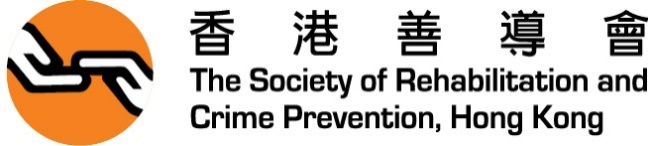 香港善導會
The Society of Rehabilitation and
Crime Prevention, Hong Kong